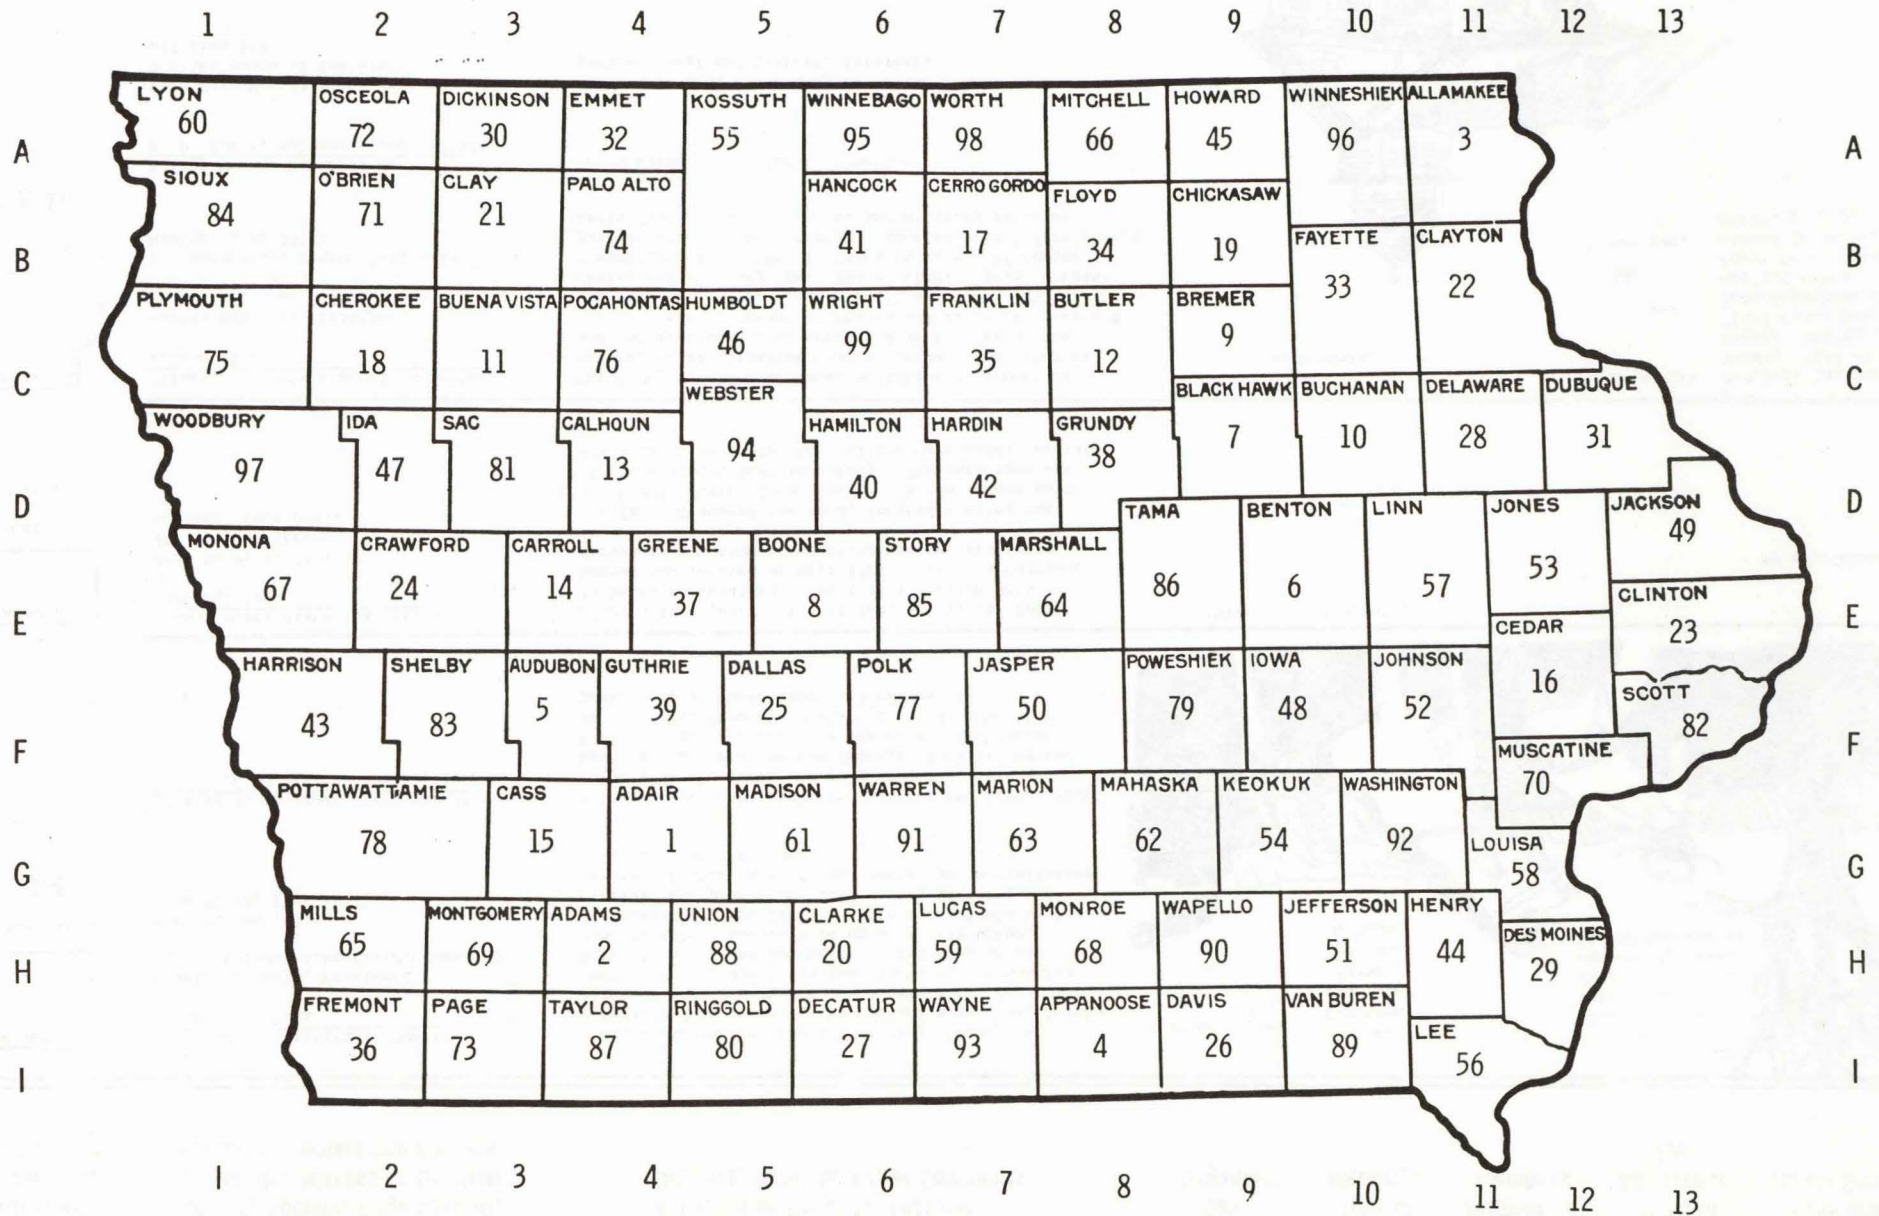 1 2 3 4 5 6 7 8 9 10 11 12 13
LYON OSCEOLA DICKINSON EMMET KOSSUTH WINNEBAGO WORTH MITCHELL HOWARD WINNESHIEK ALLAMAKEE
60 72 30 32 55 95 98 66 45 96 3
A A
SIOUX O'BRIEN CLAY PALO ALTO HANCOCK CERRO GORDO FLOYD CHICKASAW
84 71 21 74 41 17 34 19
FAYETTE CLAYTON
33 22
B B
PLYMOUTH CHEROKEE BUENA VISTA POCAHONTAS HUMBOLDT WRIGHT FRANKLIN BUTLER BREMER
75 18 11 76 46 99 35 12 9
C C
WEBSTER BLACK HAWK BUCHANAN DELAWARE DUBUQUE
94 7 10 28 31
WOODBURY IDA SAC CALHOUN HAMILTON HARDIN GRUNDY
97 47 81 13 40 42 38
D D
TAMA BENTON LINN JONES JACKSON
86 6 57 53 49
MONONA CRAWFORD CARROLL GREENE BOONE STORY MARSHALL
67 24 14 37 8 85 64
CLINTON
23
E E
CEDAR
16
HARRISON SHELBY AUDUBON GUTHRIE DALLAS POLK JASPER POWESHIEK IOWA JOHNSON
43 83 5 39 25 77 50 79 48 52
SCOTT
82
F F
MUSCATINE
70
POTTAWATTAMIE CASS ADAIR MADISON WARREN MARION MAHASKA KEOKUK WASHINGTON
78 15 1 61 91 63 62 54 92
LOUISA
58
G G
MILLS MONTGOMERY ADAMS UNION CLARKE LUCAS MONROE WAPELLO JEFFERSON HENRY
65 69 2 88 20 59 68 90 51 44
DES MOINES
29
H H
FREMONT PAGE TAYLOR RINGGOLD DECATUR WAYNE APPANOOSE DAVIS VAN BUREN
36 73 87 80 27 93 4 26 89
LEE
56
I I
1 2 3 4 5 6 7 8 9 10 11 12 13